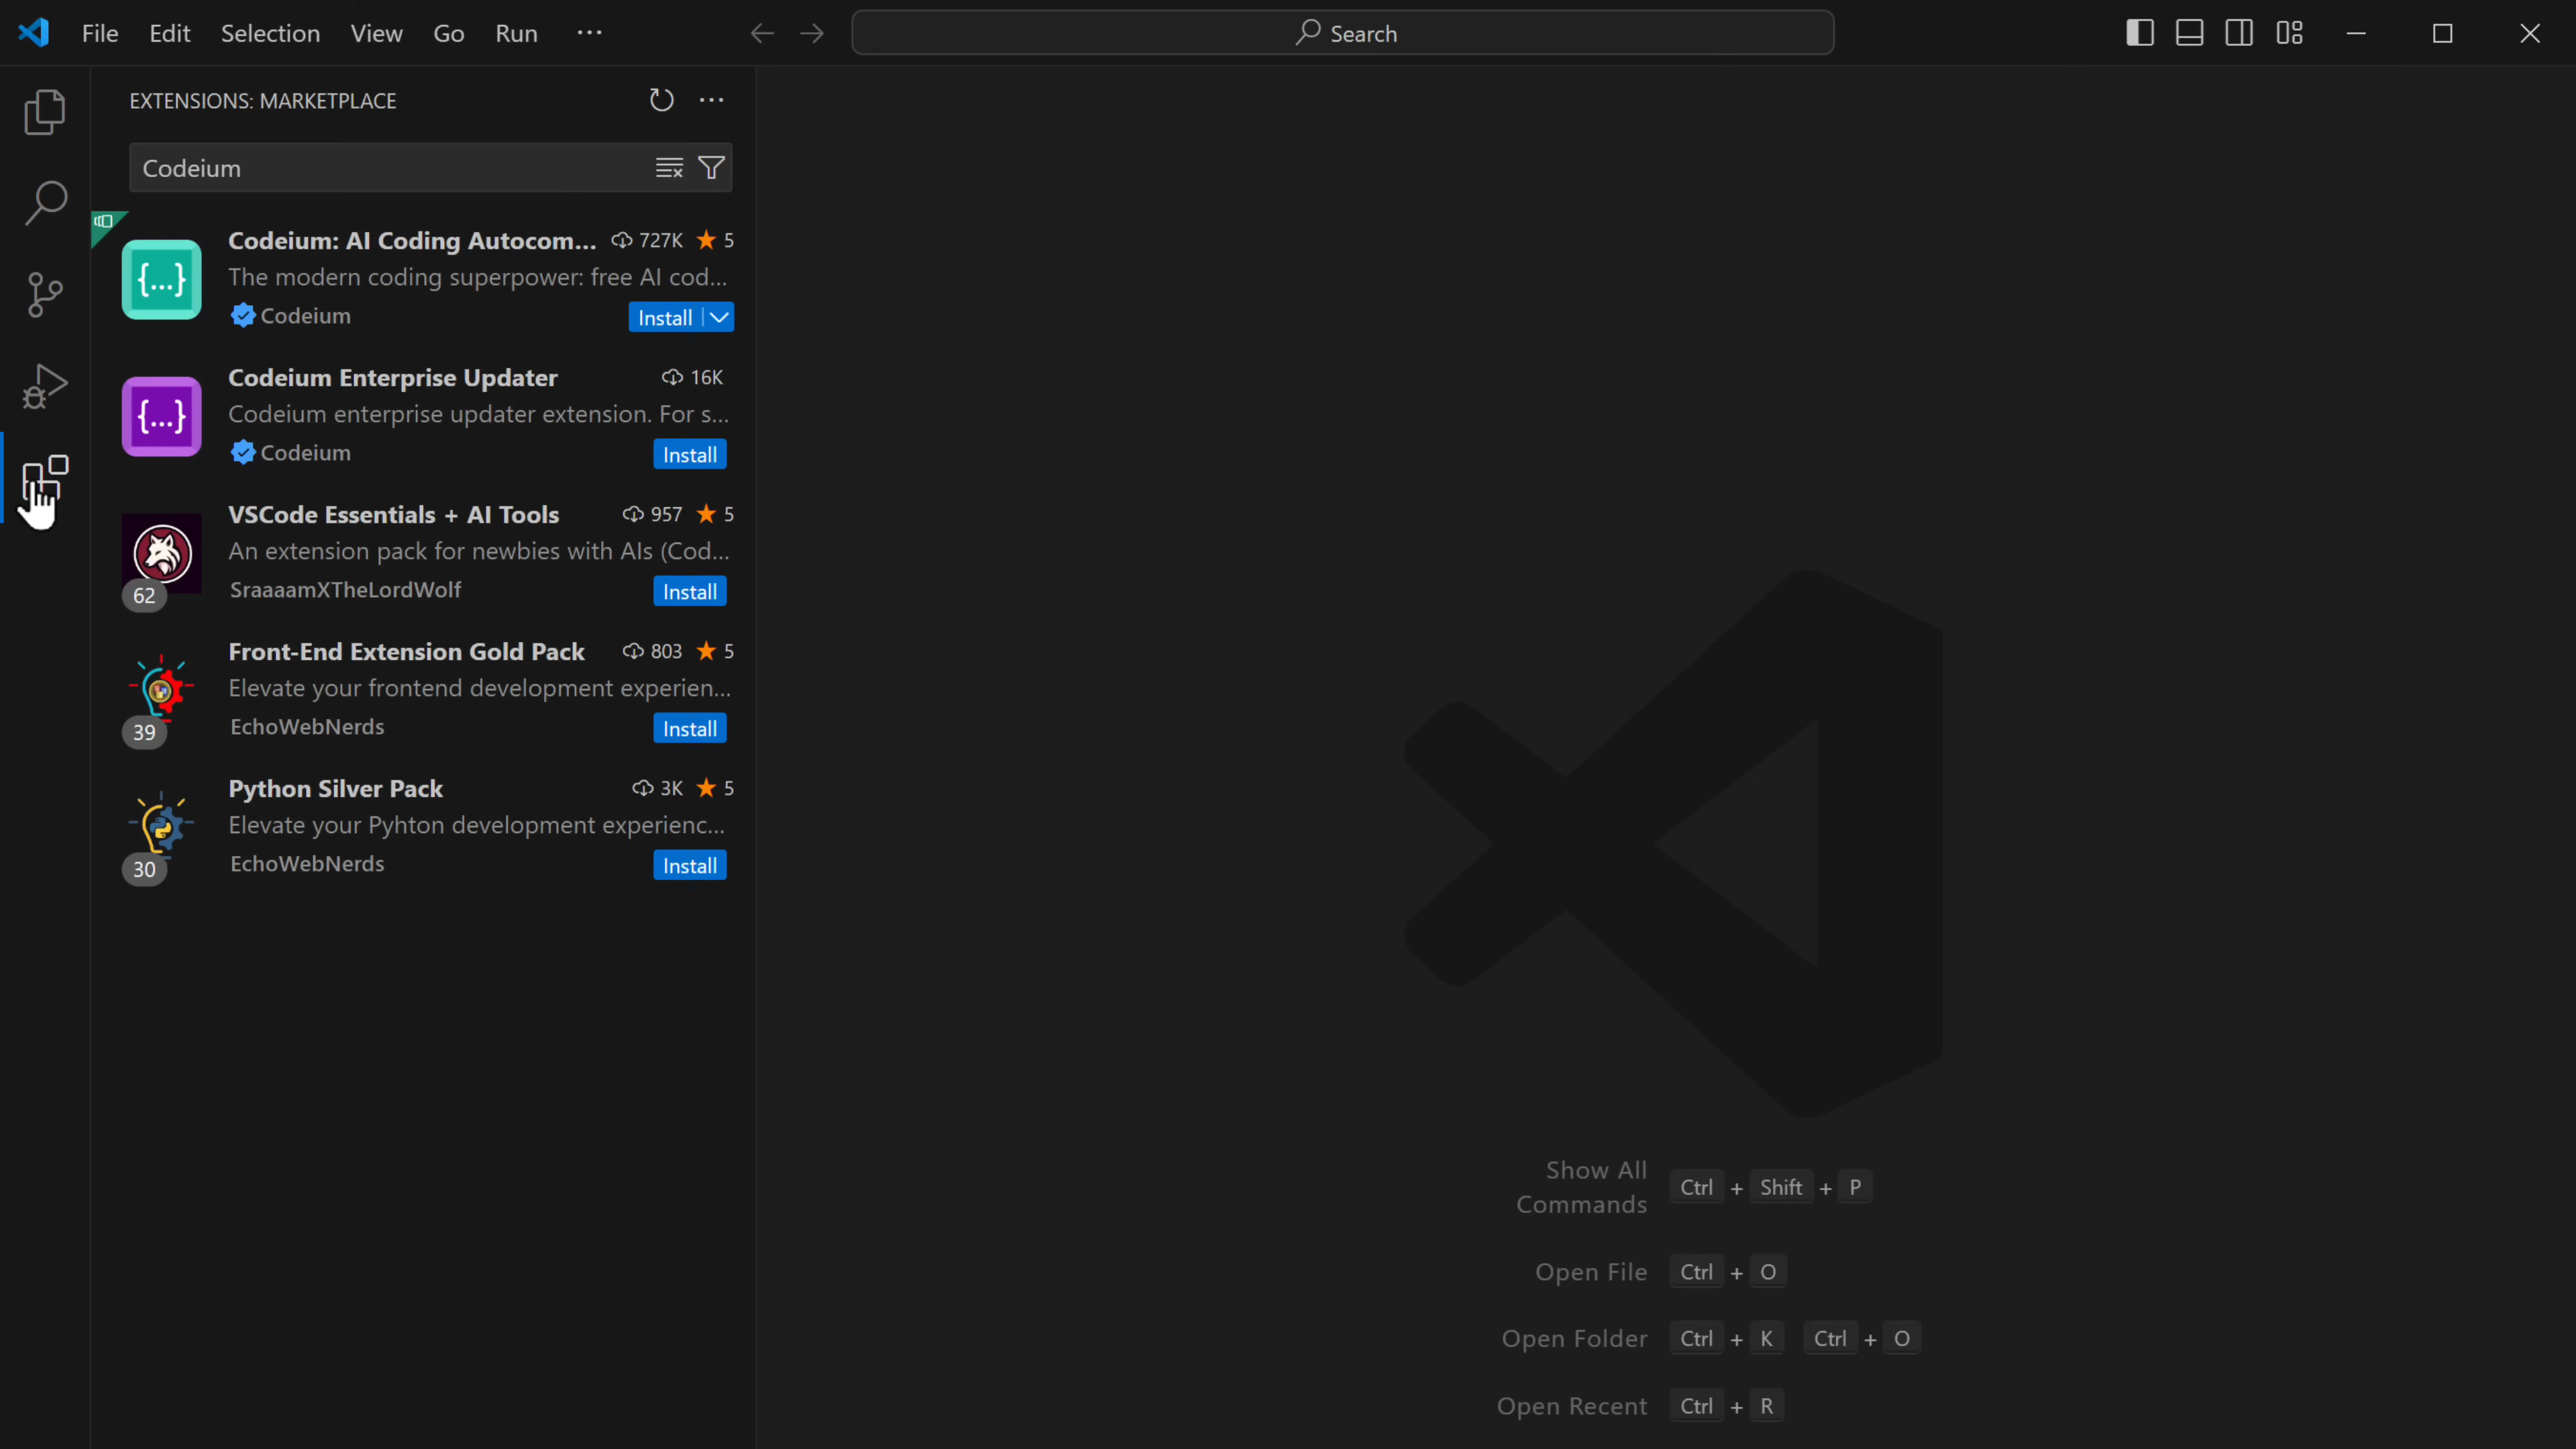 File Edit Selection View Go Run ···
Search
EXTENSIONS: MARKETPLACE
Codeium
Codeium: AI Coding Autocom... 727K 5
The modern coding superpower: free AI cod...
Codeium Install
Codeium Enterprise Updater 16K
Codeium enterprise updater extension. For s...
Codeium Install
VSCode Essentials + AI Tools 957 5
An extension pack for newbies with AIs (Cod...
SraaaamXTheLordWolf Install
62
Front-End Extension Gold Pack 803 5
Elevate your frontend development experien...
EchoWebNerds Install
39
Python Silver Pack 3K 5
Elevate your Pyhton development experienc...
EchoWebNerds Install
30
Show All
Commands Ctrl + Shift + P
Open File Ctrl + O
Open Folder Ctrl + K Ctrl + O
Open Recent Ctrl + R